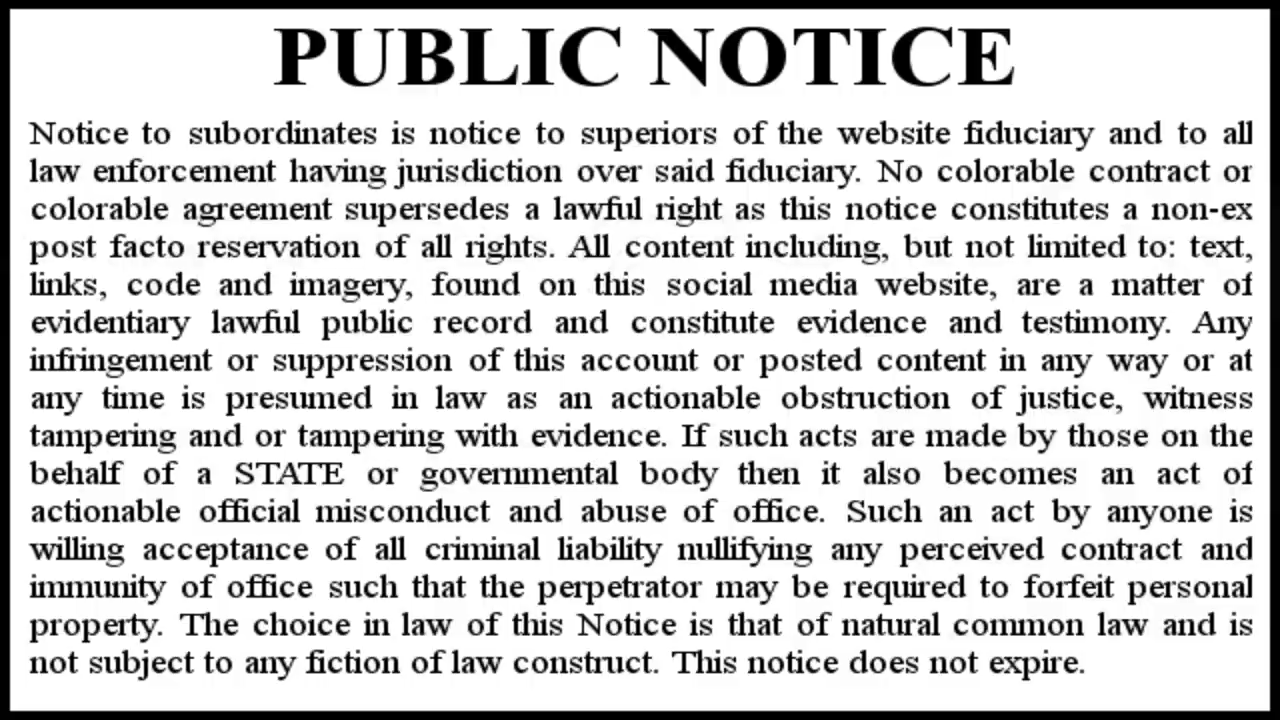 PUBLIC NOTICE
Notice to subordinates is notice to superiors of the website fiduciary and to all
law enforcement having jurisdiction over said fiduciary. No colorable contract or
colorable agreement supersedes a lawful right as this notice constitutes a non-ex
post facto reservation of all rights. All content including, but not limited to: text,
links, code and imagery, found on this social media website, are a matter of
evidentiary lawful public record and constitute evidence and testimony. Any
infringement or suppression of this account or posted content in any way or at
any time is presumed in law as an actionable obstruction of justice, witness
tampering and or tampering with evidence. If such acts are made by those on the
behalf of a STATE or governmental body then it also becomes an act of
actionable official misconduct and abuse of office. Such an act by anyone is
willing acceptance of all criminal liability nullifying any perceived contract and
immunity of office such that the perpetrator may be required to forfeit personal
property. The choice in law of this Notice is that of natural common law and is
not subject to any fiction of law construct. This notice does not expire.